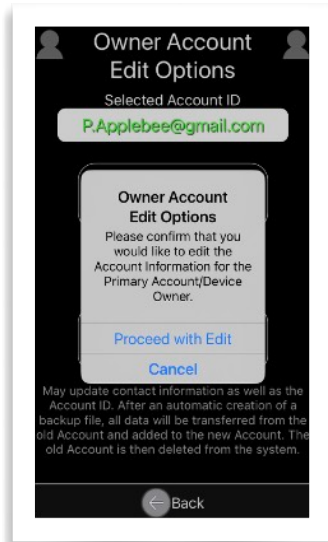 Owner Account
Edit Options
Selected Account ID
P.Applebee@gmail.com
Owner Account
Edit Options
Please confirm that you
would like to edit the
Account Information for the
Primary Account/Device
Owner.
Proceed with Edit
Cancel
May update contact information as well as the
Account ID. After an automatic creation of a
backup file, all data will be transferred from the
old Account and added to the new Account. The
old Account is then deleted from the system.
Back